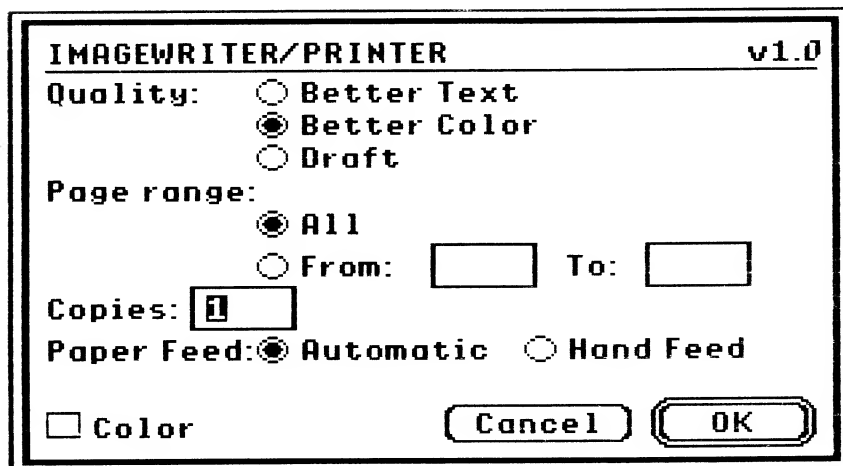 IMAGEWRITER/PRINTER v1.0
Quality: Better Text
Better Color
Draft
Page range:
All
From: To:
Copies: 1
Paper Feed: Automatic Hand Feed
Color Cancel OK